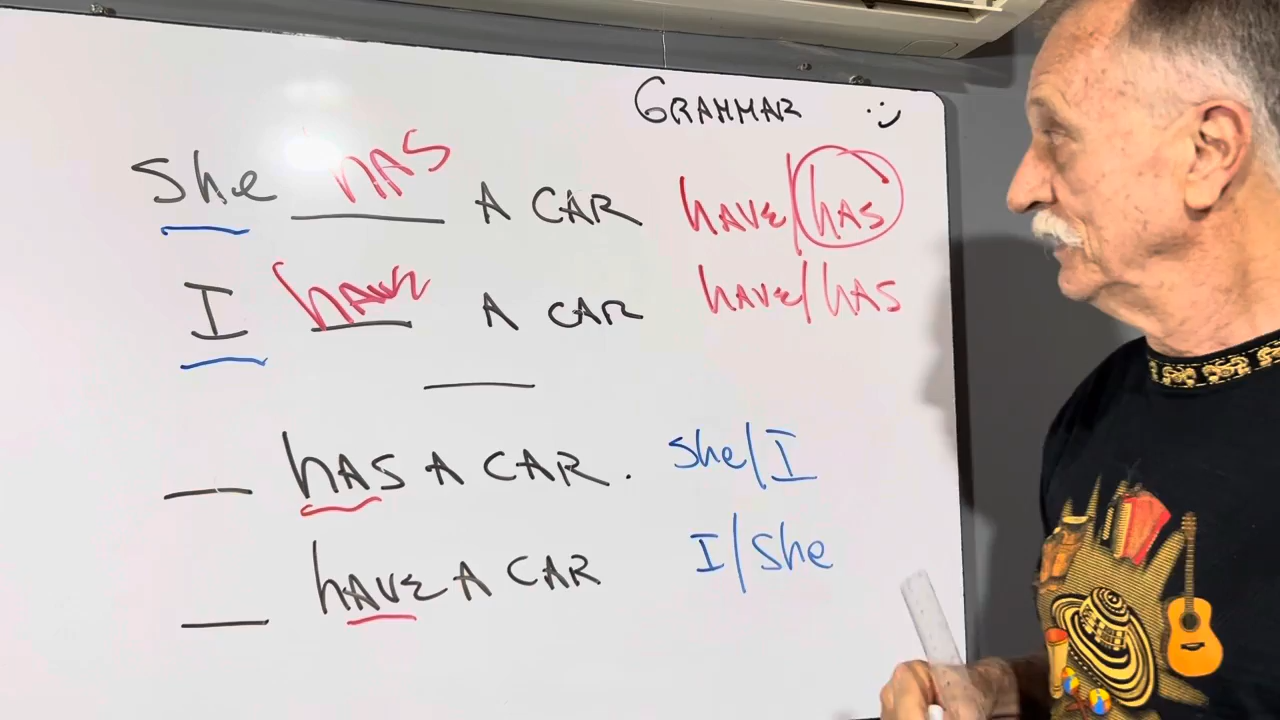 GRAMMAR
She HAS A CAR have/has
I have A CAR have/has
___ HAS A CAR. She/I
___ HAVE A CAR I/She